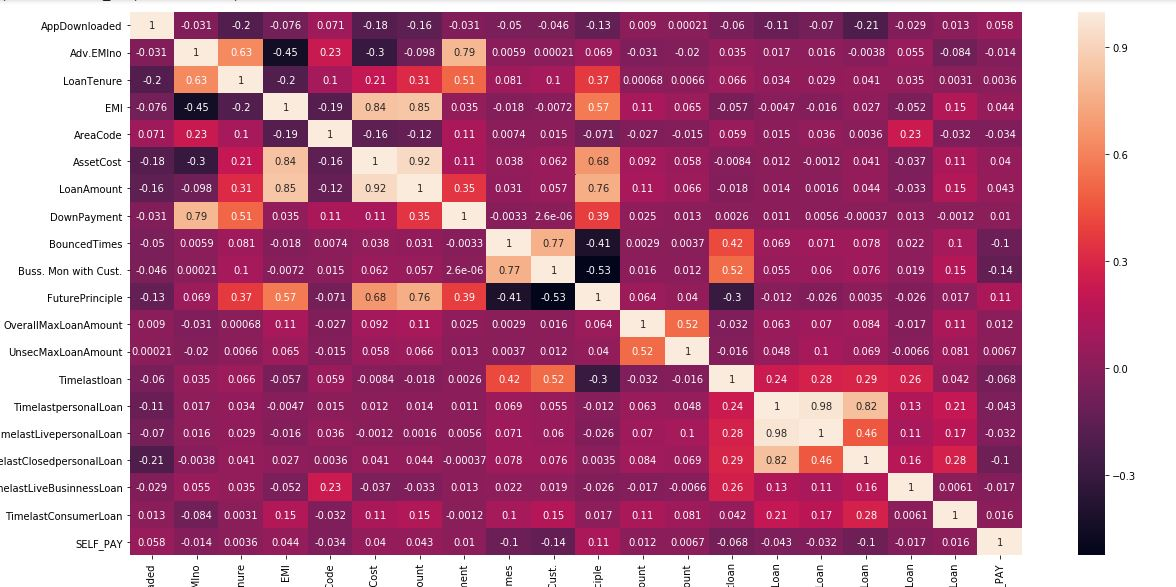 AppDownloaded 1 -0.031 -0.2 -0.076 0.071 -0.18 -0.16 -0.031 -0.05 -0.046 -0.13 0.009 0.00021 -0.06 -0.11 -0.07 -0.21 -0.029 0.013 0.058
Adv.EMIno -0.031 1 0.63 -0.45 0.23 -0.3 -0.098 0.79 0.0059 0.00021 0.069 -0.031 -0.02 0.035 0.017 0.016 -0.0038 0.055 -0.084 -0.014
0.9
LoanTenure -0.2 0.63 1 -0.2 0.1 0.21 0.31 0.51 0.081 0.1 0.37 0.00068 0.0066 0.066 0.034 0.029 0.041 0.035 0.0031 0.0036
EMI -0.076 -0.45 -0.2 1 -0.19 0.84 0.85 0.035 -0.018 -0.0072 0.57 0.11 0.065 -0.057 -0.0047 -0.016 0.027 -0.052 0.15 0.044
AreaCode 0.071 0.23 0.1 -0.19 1 -0.16 -0.12 0.11 0.0074 0.015 -0.071 -0.027 -0.015 0.059 0.015 0.036 0.0036 0.23 -0.032 -0.034
AssetCost -0.18 -0.3 0.21 0.84 -0.16 1 0.92 0.11 0.038 0.062 0.68 0.092 0.058 -0.0084 0.012 -0.0012 0.041 -0.037 0.11 0.04
0.6
LoanAmount -0.16 -0.098 0.31 0.85 -0.12 0.92 1 0.35 0.031 0.057 0.76 0.11 0.066 -0.018 0.014 0.0016 0.044 -0.033 0.15 0.043
DownPayment -0.031 0.79 0.51 0.035 0.11 0.11 0.35 1 -0.0033 2.6e-06 0.39 0.025 0.013 0.0026 0.011 0.0056 -0.00037 0.013 -0.0012 0.01
BouncedTimes -0.05 0.0059 0.081 -0.018 0.0074 0.038 0.031 -0.0033 1 0.77 -0.41 0.0029 0.0037 0.42 0.069 0.071 0.078 0.022 0.1 -0.1
0.3
Buss. Mon with Cust. -0.046 0.00021 0.1 -0.0072 0.015 0.062 0.057 2.6e-06 0.77 1 -0.53 0.016 0.012 0.52 0.055 0.06 0.076 0.019 0.15 -0.14
FuturePrinciple -0.13 0.069 0.37 0.57 -0.071 0.68 0.76 0.39 -0.41 -0.53 1 0.064 0.04 -0.3 -0.012 -0.026 0.0035 -0.026 0.017 0.11
OverallMaxLoanAmount 0.009 -0.031 0.00068 0.11 -0.027 0.092 0.11 0.025 0.0029 0.016 0.064 1 0.52 -0.032 0.063 0.07 0.084 -0.017 0.11 0.012
UnsecMaxLoanAmount 0.00021 -0.02 0.0066 0.065 -0.015 0.058 0.066 0.013 0.0037 0.012 0.04 0.52 1 -0.016 0.048 0.1 0.069 -0.0066 0.081 0.0067
0.0
Timelastloan -0.06 0.035 0.066 -0.057 0.059 -0.0084 -0.018 0.0026 0.42 0.52 -0.3 -0.032 -0.016 1 0.24 0.28 0.29 0.26 0.042 -0.068
TimelastpersonalLoan -0.11 0.017 0.034 -0.0047 0.015 0.012 0.014 0.011 0.069 0.055 -0.012 0.063 0.048 0.24 1 0.98 0.82 0.13 0.21 -0.043
melastLivepersonalLoan -0.07 0.016 0.029 -0.016 0.036 -0.0012 0.0016 0.0056 0.071 0.06 -0.026 0.07 0.1 0.28 0.98 1 0.46 0.11 0.17 -0.032
elastClosedpersonalLoan -0.21 -0.0038 0.041 0.027 0.0036 0.041 0.044 -0.00037 0.078 0.076 0.0035 0.084 0.069 0.29 0.82 0.46 1 0.16 0.28 -0.1
-0.3
nelastLiveBusinnessLoan -0.029 0.055 0.035 -0.052 0.23 -0.037 -0.033 0.013 0.022 0.019 -0.026 -0.017 -0.0066 0.26 0.13 0.11 0.16 1 0.0061 -0.017
TimelastConsumerLoan 0.013 -0.084 0.0031 0.15 -0.032 0.11 0.15 -0.0012 0.1 0.15 0.017 0.11 0.081 0.042 0.21 0.17 0.28 0.0061 1 0.016
SELF_PAY 0.058 -0.014 0.0036 0.044 -0.034 0.04 0.043 0.01 -0.1 -0.14 0.11 0.012 0.0067 -0.068 -0.043 -0.032 -0.1 -0.017 0.016 1
aded
MIno
nure
EMI
Code
Cost
ount
ment
mes
ust.
ciple
ount
ount
loan
Loan
Loan
Loan
Loan
Loan
PAY